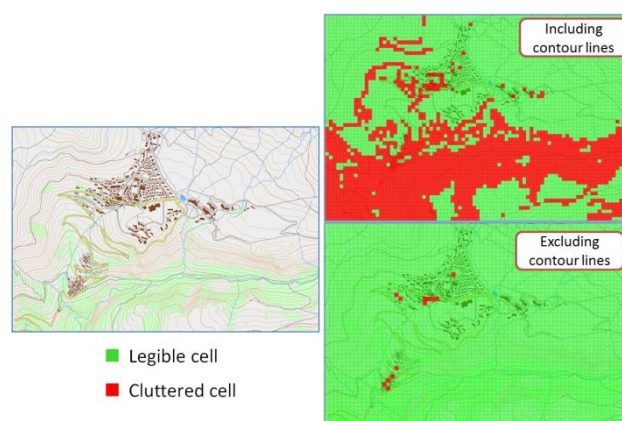 Including
contour lines
Excluding
contour lines
Legible cell
Cluttered cell